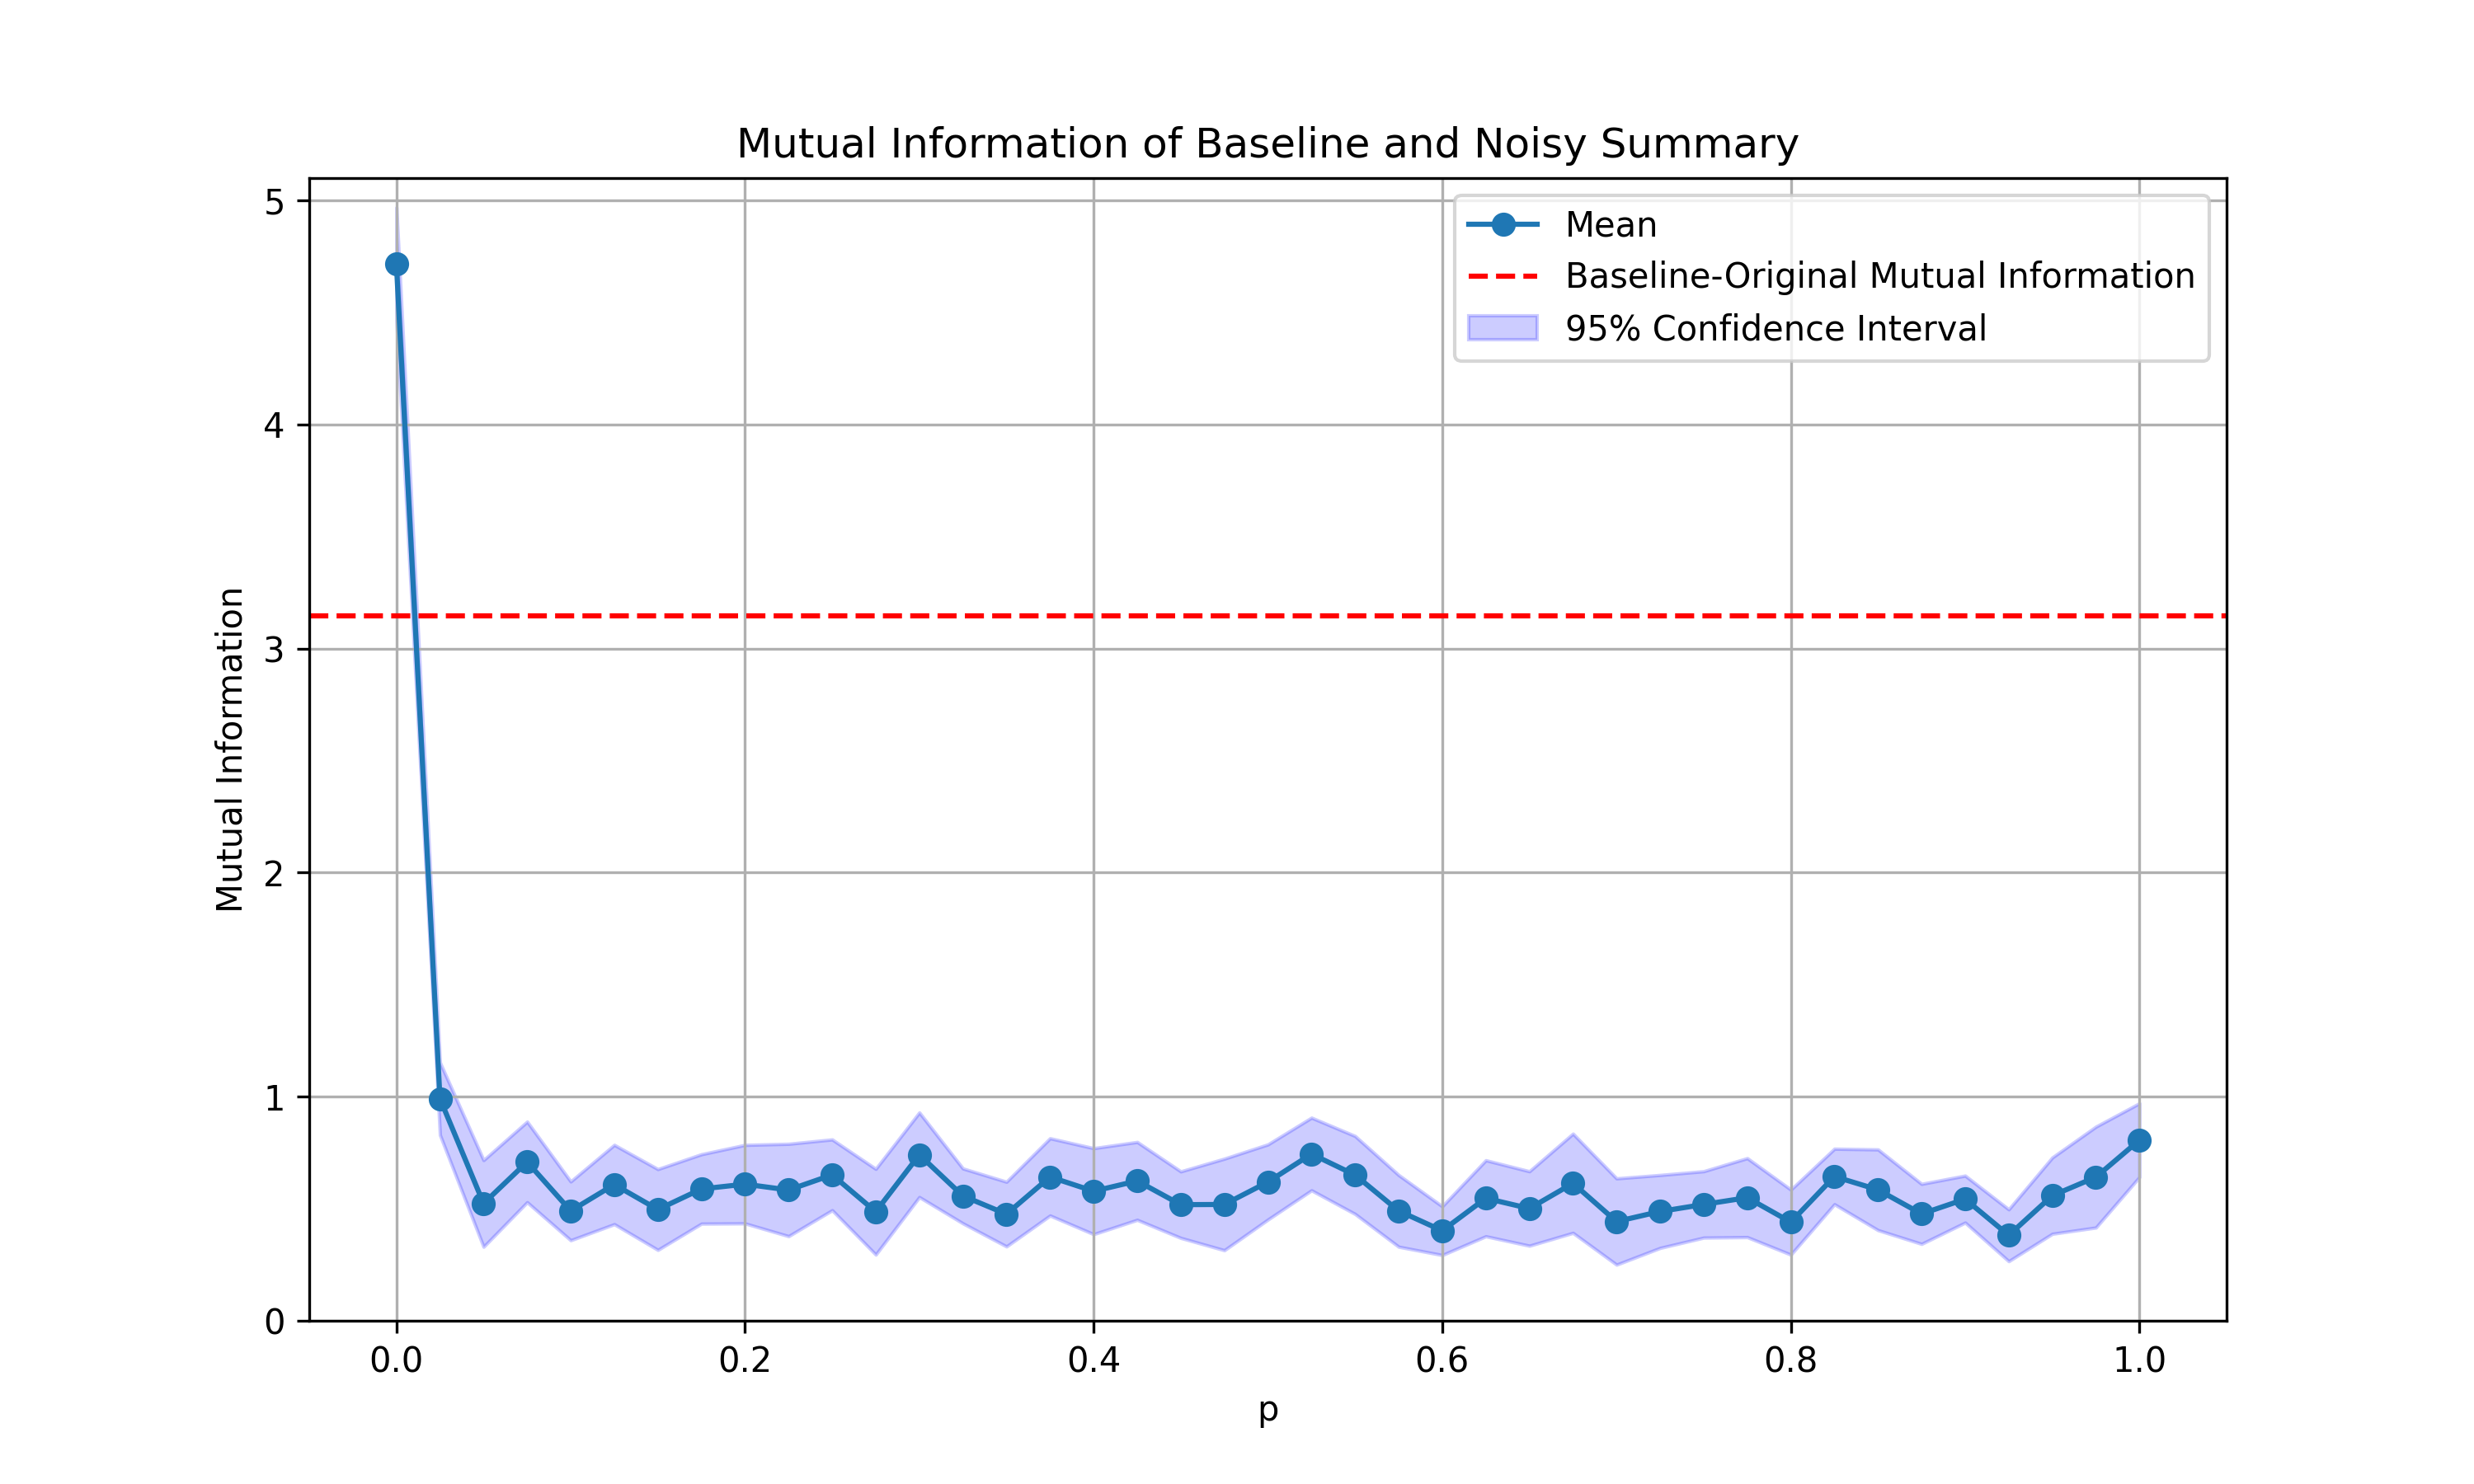 Mutual Information of Baseline and Noisy Summary
Mean
Baseline-Original Mutual Information
95% Confidence Interval
Mutual Information
5
4
3
2
1
0
0.0 0.2 0.4 0.6 0.8 1.0
p